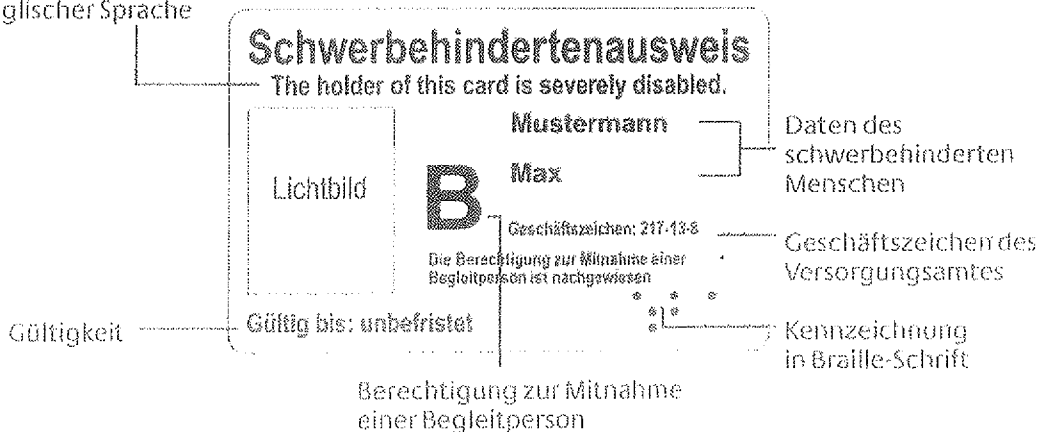 glischer Sprache
Schwerbehindertenausweis
The holder of this card is severely disabled.
Mustermann
Max
Daten des
schwerbehinderten
Menschen
Lichtbild
B
Geschäftszeichen: 217-13-8
Geschäftszeichen des
Versorgungsamtes
Die Berechtigung zur Mitnahme einer
Begleitperson ist nachgewiesen
Gültigkeit
Gültig bis: unbefristet
Kennzeichnung
in Braille-Schrift
Berechtigung zur Mitnahme
einer Begleitperson